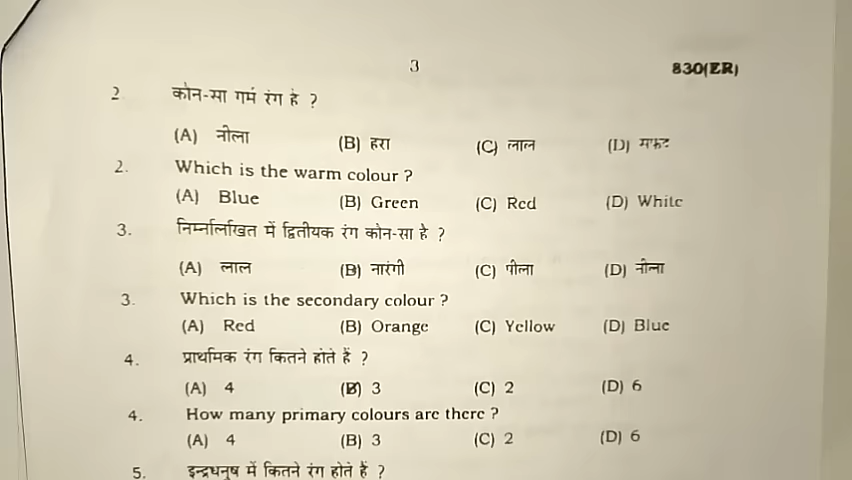 3
830(ER)
2. कौन-सा गर्म रंग है ?
(A) नीला (B) हरा (C) लाल (D) सफेद
2. Which is the warm colour ?
(A) Blue (B) Green (C) Red (D) White
3. निम्नलिखित में द्वितीयक रंग कौन-सा है ?
(A) लाल (B) नारंगी (C) पीला (D) नीला
3. Which is the secondary colour ?
(A) Red (B) Orange (C) Yellow (D) Blue
4. प्राथमिक रंग कितने होते हैं ?
(A) 4 (B) 3 (C) 2 (D) 6
4. How many primary colours are there ?
(A) 4 (B) 3 (C) 2 (D) 6
5. इन्द्रधनुष में कितने रंग होते हैं ?